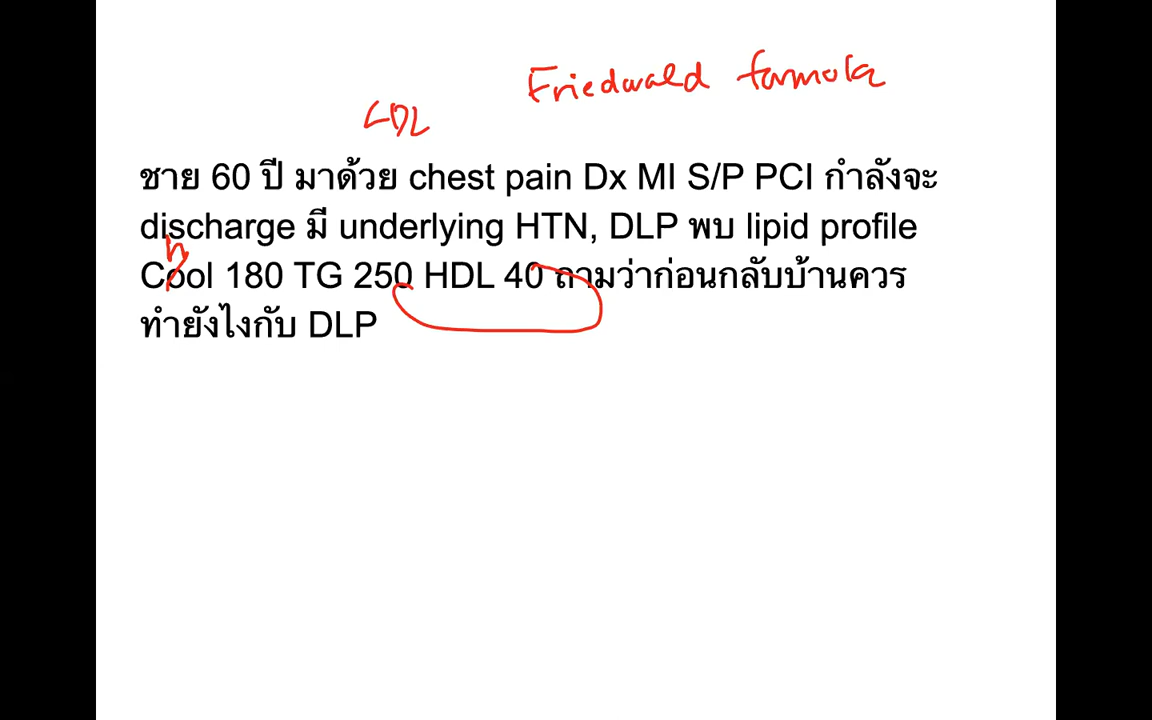 Friedwald formola
LDL
ชาย 60 ปี มาด้วย chest pain Dx MI S/P PCI กำลังจะ
discharge มี underlying HTN, DLP พบ lipid profile
h
Cool 180 TG 250 HDL 40 ถามว่าก่อนกลับบ้านควร
ทำยังไงกับ DLP